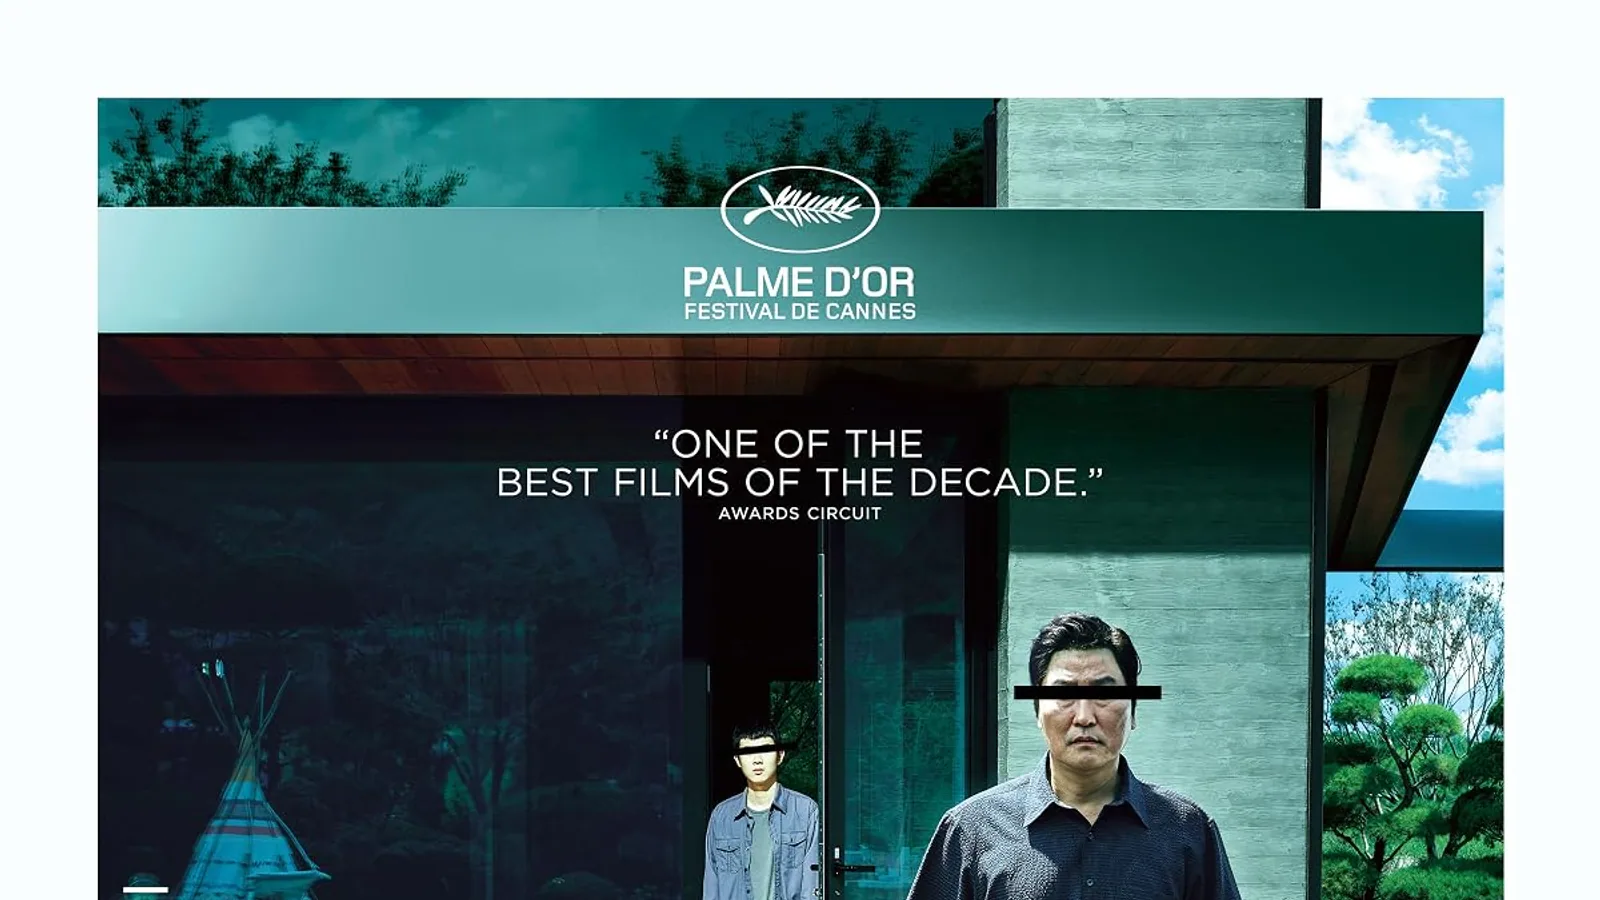 PALME D'OR
FESTIVAL DE CANNES
“ONE OF THE
BEST FILMS OF THE DECADE.”
AWARDS CIRCUIT